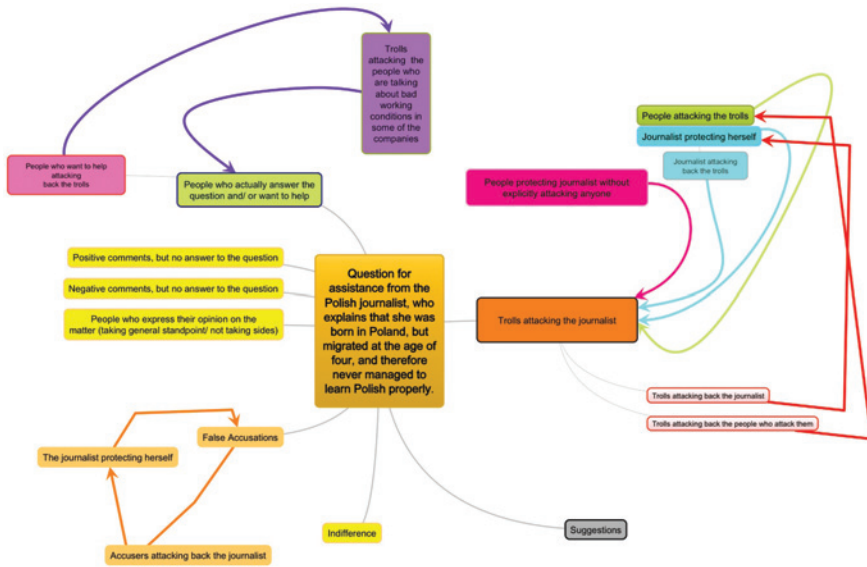 Trolls
attacking the
people who
are talking
about bad
working
conditions in
some of the
companies
People who want to help
attacking
back the trolls
People who actually answer the
question and/ or want to help
People attacking the trolls
Journalist protecting herself
Journalist attacking
back the trolls
People protecting journalist without
explicity attacking anyone
Positive comments, but no answer to the question
Negative comments, but no answer to the question
People who express their opinion on the
matter (taking general standpoint/ not taking sides)
Question for
assistance from the
Polish journalist, who
explains that she was
born in Poland, but
migrated at the age of
four, and therefore
never managed to
learn Polish properly.
Trolls attacking the journalist
Trolls attacking back the journalist
Trolls attacking back the people who attack them
False Accusations
The journalist protecting herself
Accusers attacking back the journalist
Indifference
Suggestions